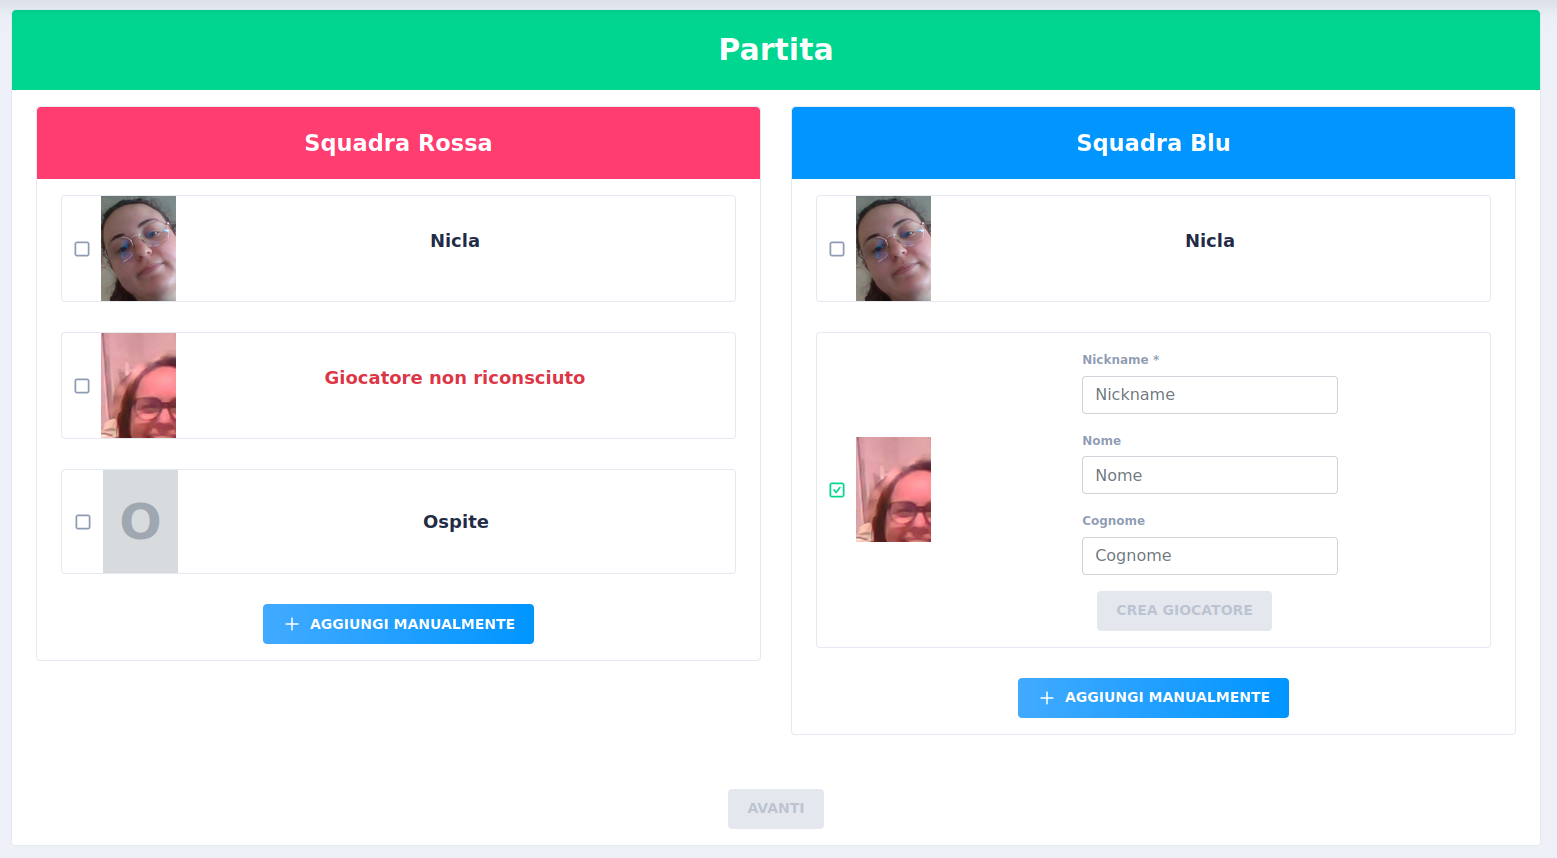 Partita
Squadra Rossa
Nicla
Giocatore non riconsciuto
O
Ospite
AGGIUNGI MANUALMENTE
Squadra Blu
Nicla
Nickname *
Nickname
Nome
Nome
Cognome
Cognome
CREA GIOCATORE
AGGIUNGI MANUALMENTE
AVANTI